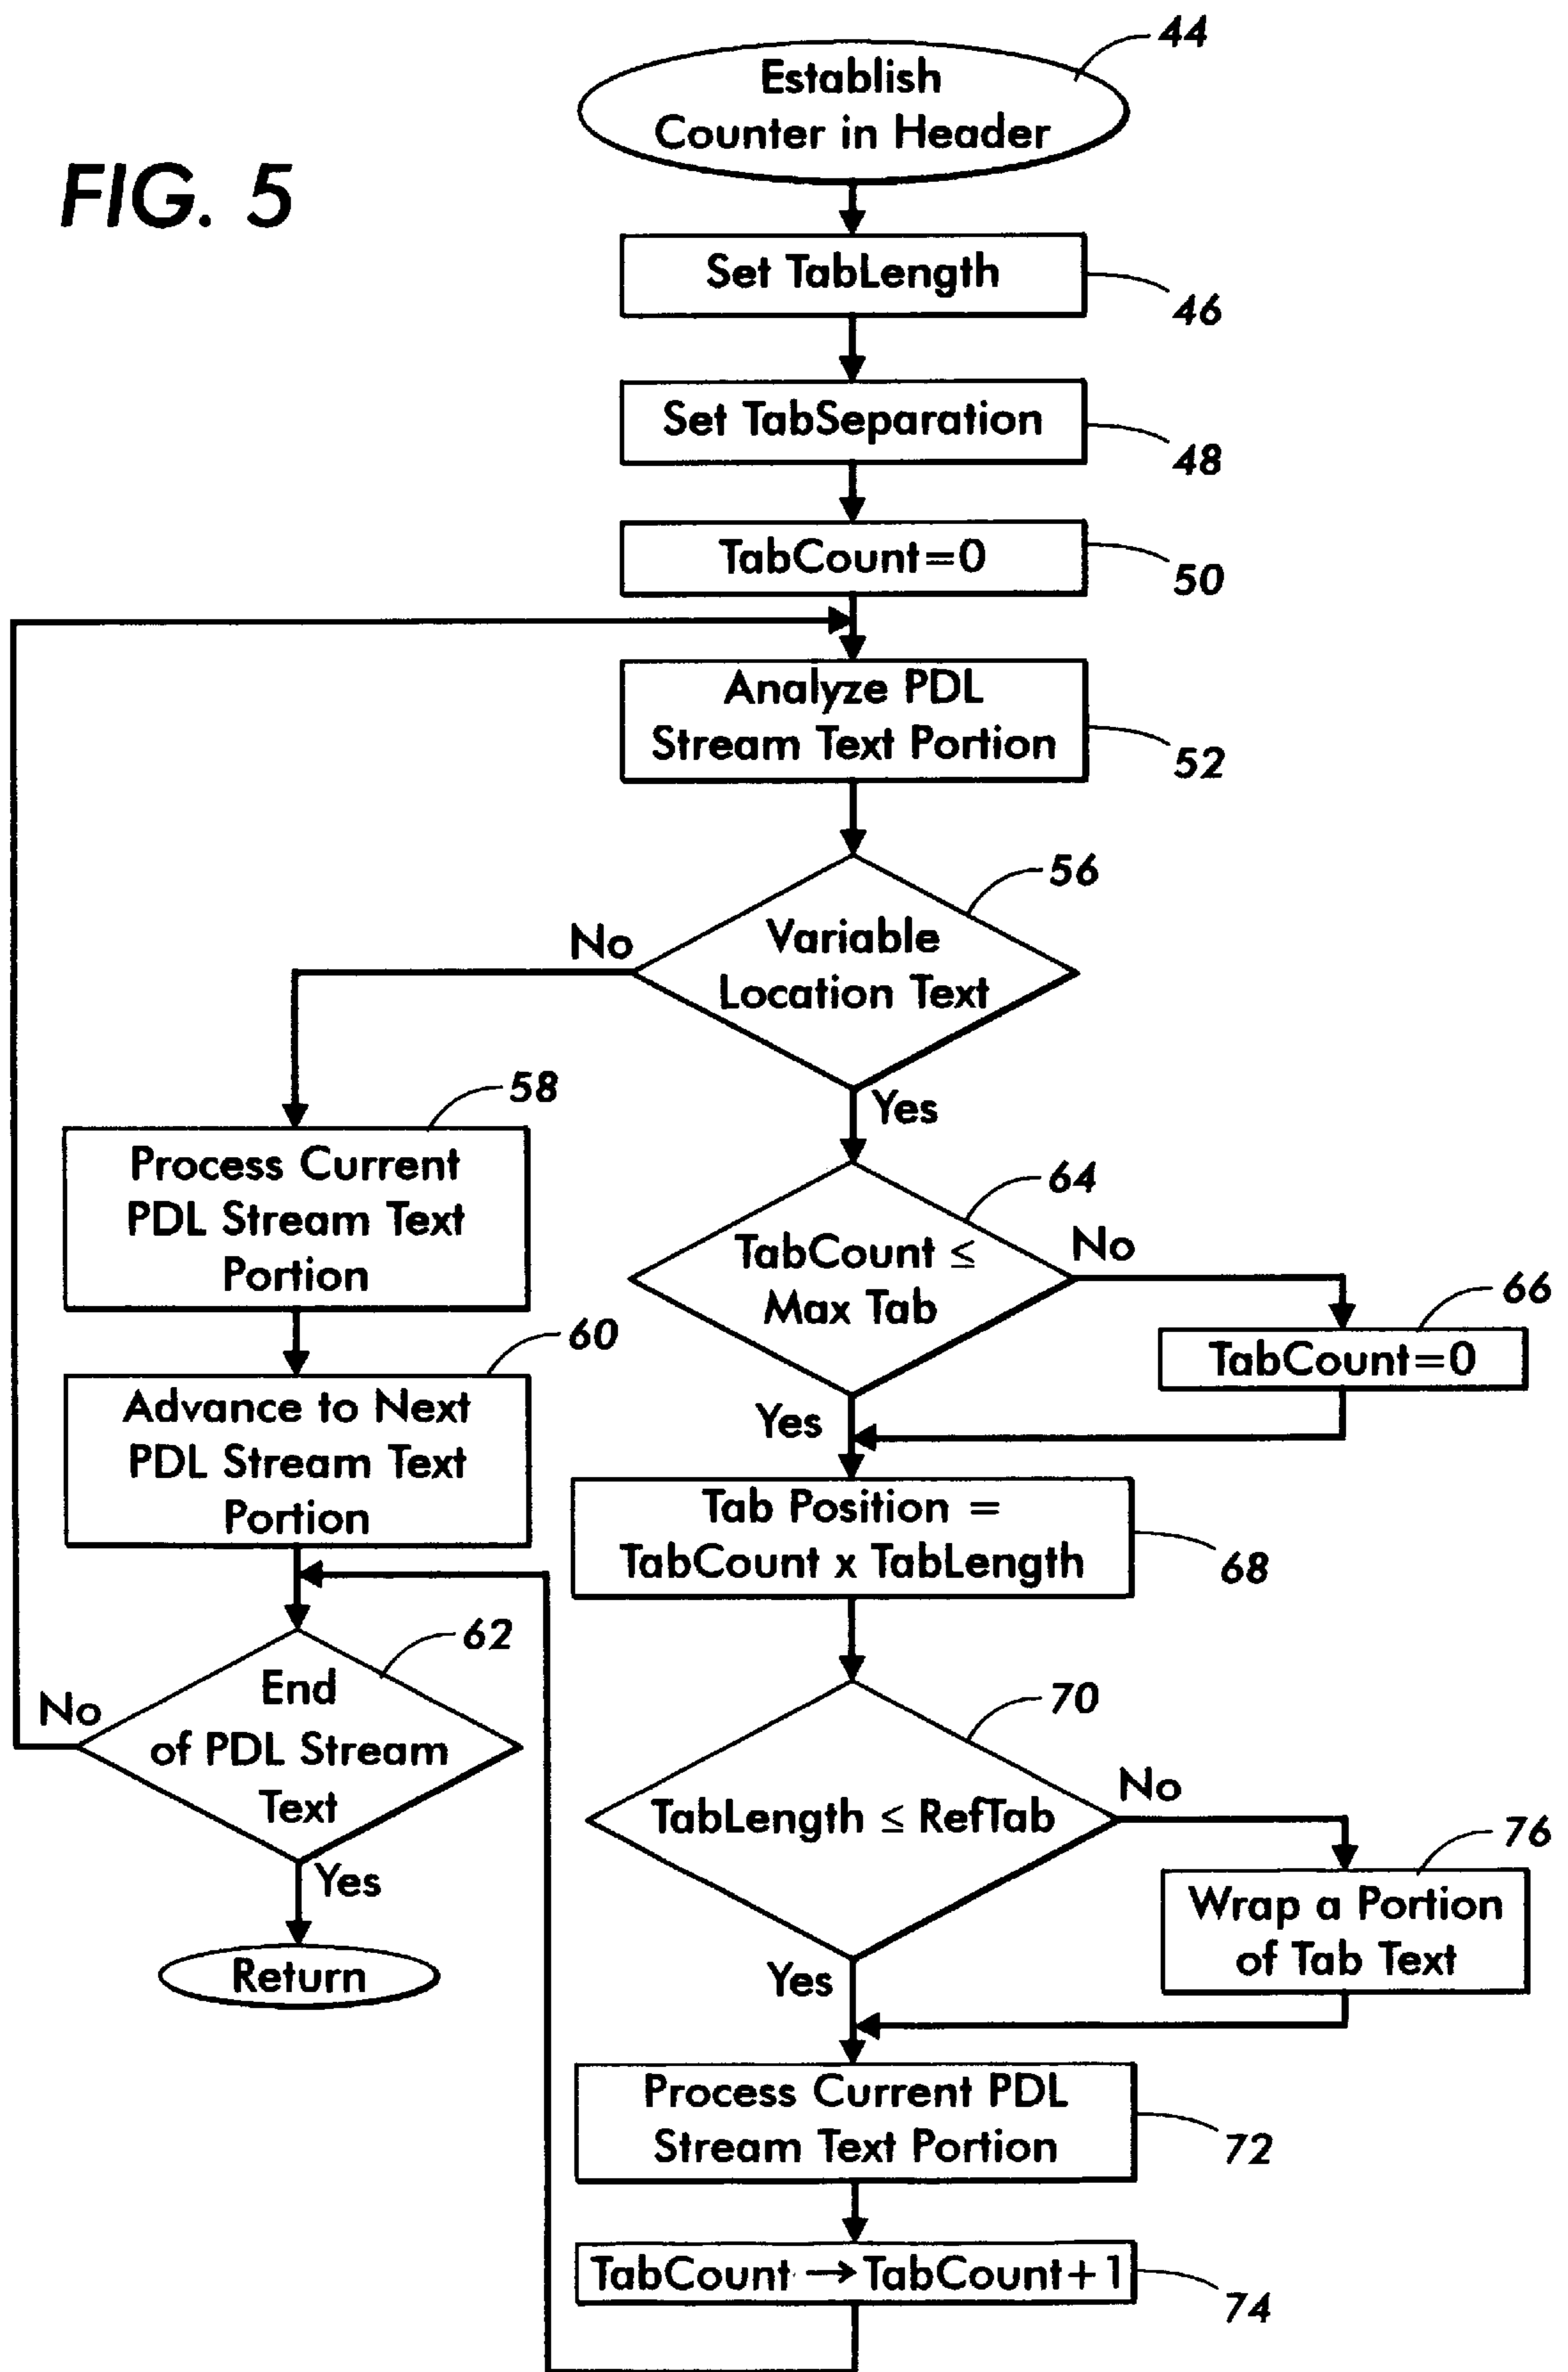 FIG. 5
44
Establish
Counter in Header
Set TabLength
46
Set TabSeparation
48
TabCount=0
50
Analyze PDL
Stream Text Portion
52
56
Variable
Location Text
No
Yes
58
Process Current
PDL Stream Text
Portion
60
Advance to Next
PDL Stream Text
Portion
62
End
of PDL Stream
Text
No
Yes
Return
64
TabCount ≤
Max Tab
No
66
TabCount=0
Yes
Tab Position =
TabCount x TabLength
68
70
TabLength ≤ RefTab
No
76
Wrap a Portion
of Tab Text
Yes
Process Current PDL
Stream Text Portion
72
TabCount → TabCount+1
74